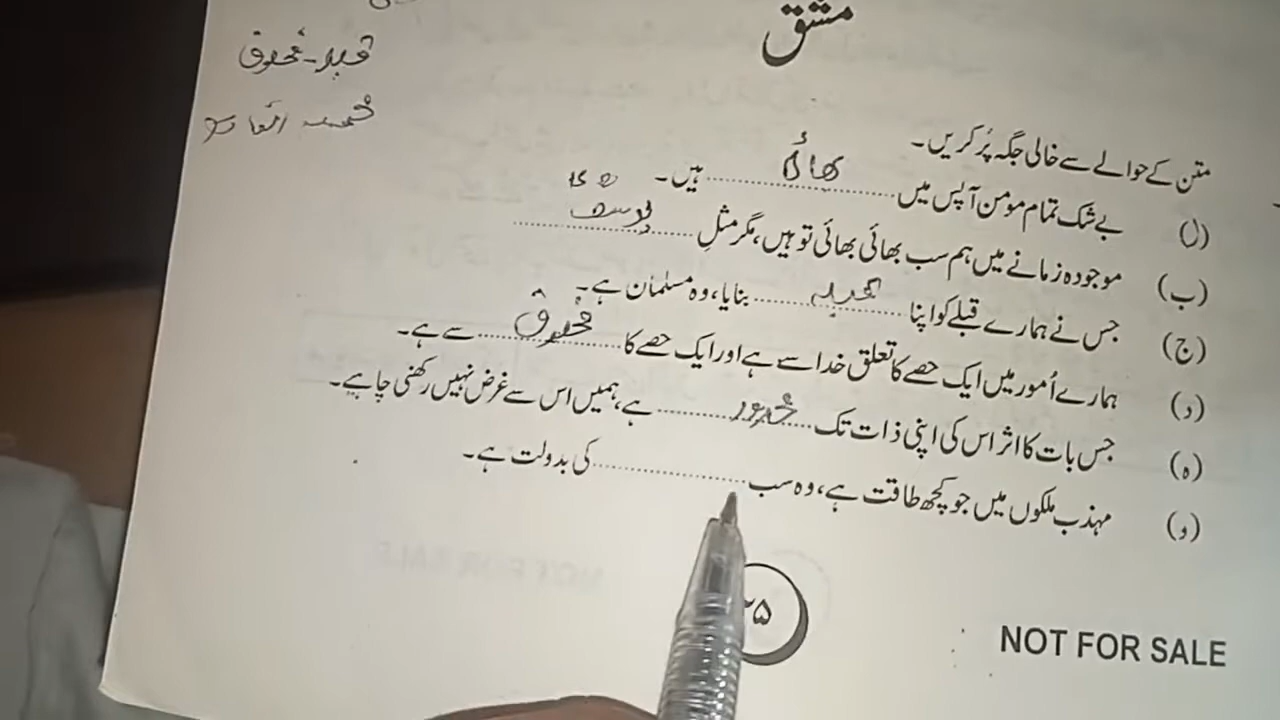 مشق
متن کے حوالے سے خالی جگہ پُر کریں۔
(ا) بے شک تمام مومن آپس میں ........ بھائی ........ ہیں۔
(ب) موجودہ زمانے میں ہم سب بھائی بھائی تو ہیں، مگر مثلِ ........ یوسف ........
(ج) جس نے ہمارے قبلے کو اپنا ........ قبلہ ........ بنایا، وہ مسلمان ہے۔
(د) ہمارے اُمور میں ایک حصے کا تعلق خدا سے ہے اور ایک حصے کا ........ مخلوق ........ سے ہے۔
(ہ) جس بات کا اثر اس کی اپنی ذات تک ........ محدود ........ ہے، ہمیں اس سے غرض نہیں رکھنی چاہیے۔
(و) مہذب ملکوں میں جو کچھ طاقت ہے، وہ سب ........ کی بدولت ہے۔
۲۵
NOT FOR SALE